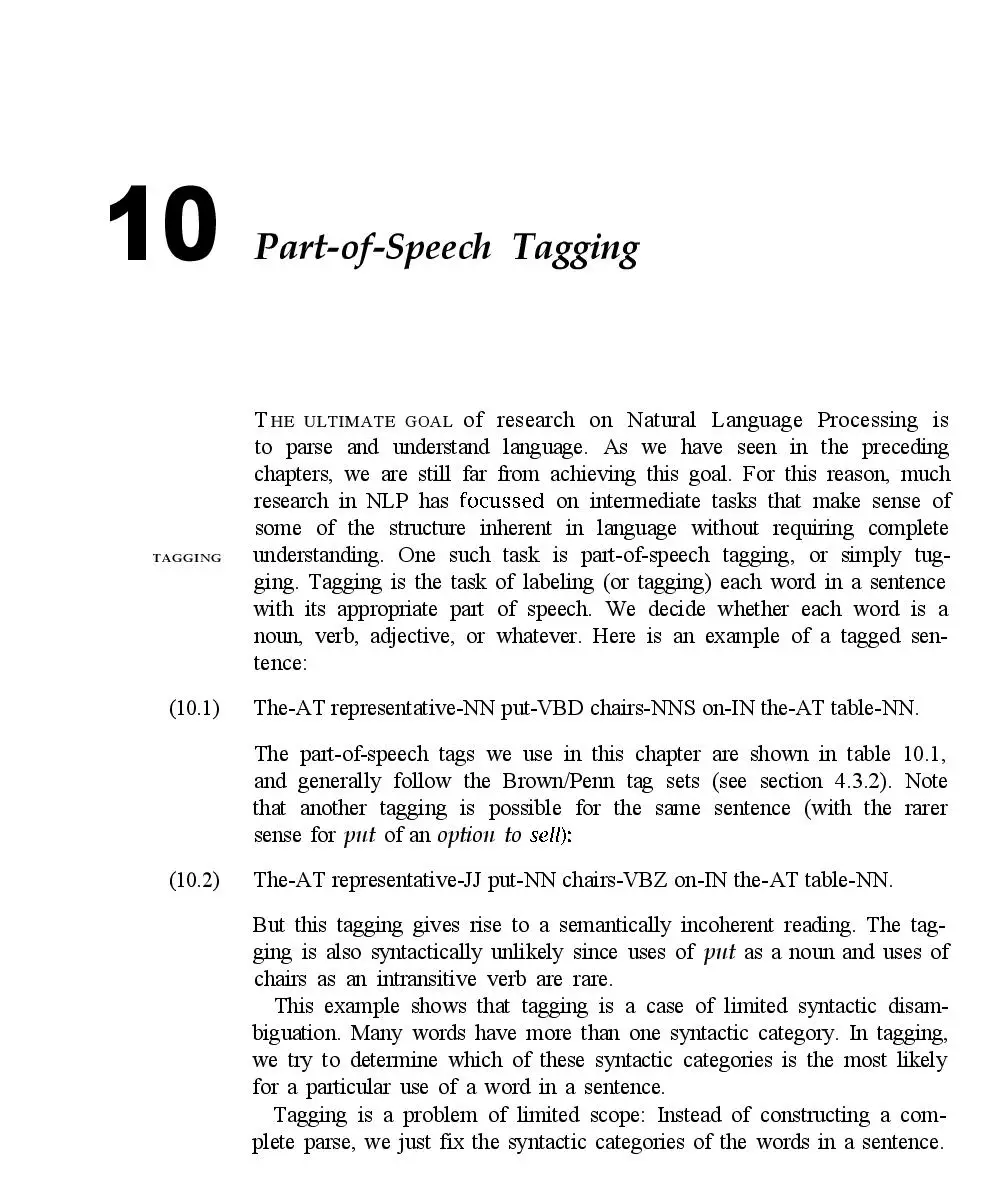 10 Part-of-Speech Tagging
THE ULTIMATE GOAL of research on Natural Language Processing is
to parse and understand language. As we have seen in the preceding
chapters, we are still far from achieving this goal. For this reason, much
research in NLP has focussed on intermediate tasks that make sense of
some of the structure inherent in language without requiring complete
TAGGING understanding. One such task is part-of-speech tagging, or simply tug-
ging. Tagging is the task of labeling (or tagging) each word in a sentence
with its appropriate part of speech. We decide whether each word is a
noun, verb, adjective, or whatever. Here is an example of a tagged sen-
tence:
(10.1) The-AT representative-NN put-VBD chairs-NNS on-IN the-AT table-NN.
The part-of-speech tags we use in this chapter are shown in table 10.1,
and generally follow the Brown/Penn tag sets (see section 4.3.2). Note
that another tagging is possible for the same sentence (with the rarer
sense for put of an option to sell):
(10.2) The-AT representative-JJ put-NN chairs-VBZ on-IN the-AT table-NN.
But this tagging gives rise to a semantically incoherent reading. The tag-
ging is also syntactically unlikely since uses of put as a noun and uses of
chairs as an intransitive verb are rare.
This example shows that tagging is a case of limited syntactic disam-
biguation. Many words have more than one syntactic category. In tagging,
we try to determine which of these syntactic categories is the most likely
for a particular use of a word in a sentence.
Tagging is a problem of limited scope: Instead of constructing a com-
plete parse, we just fix the syntactic categories of the words in a sentence.